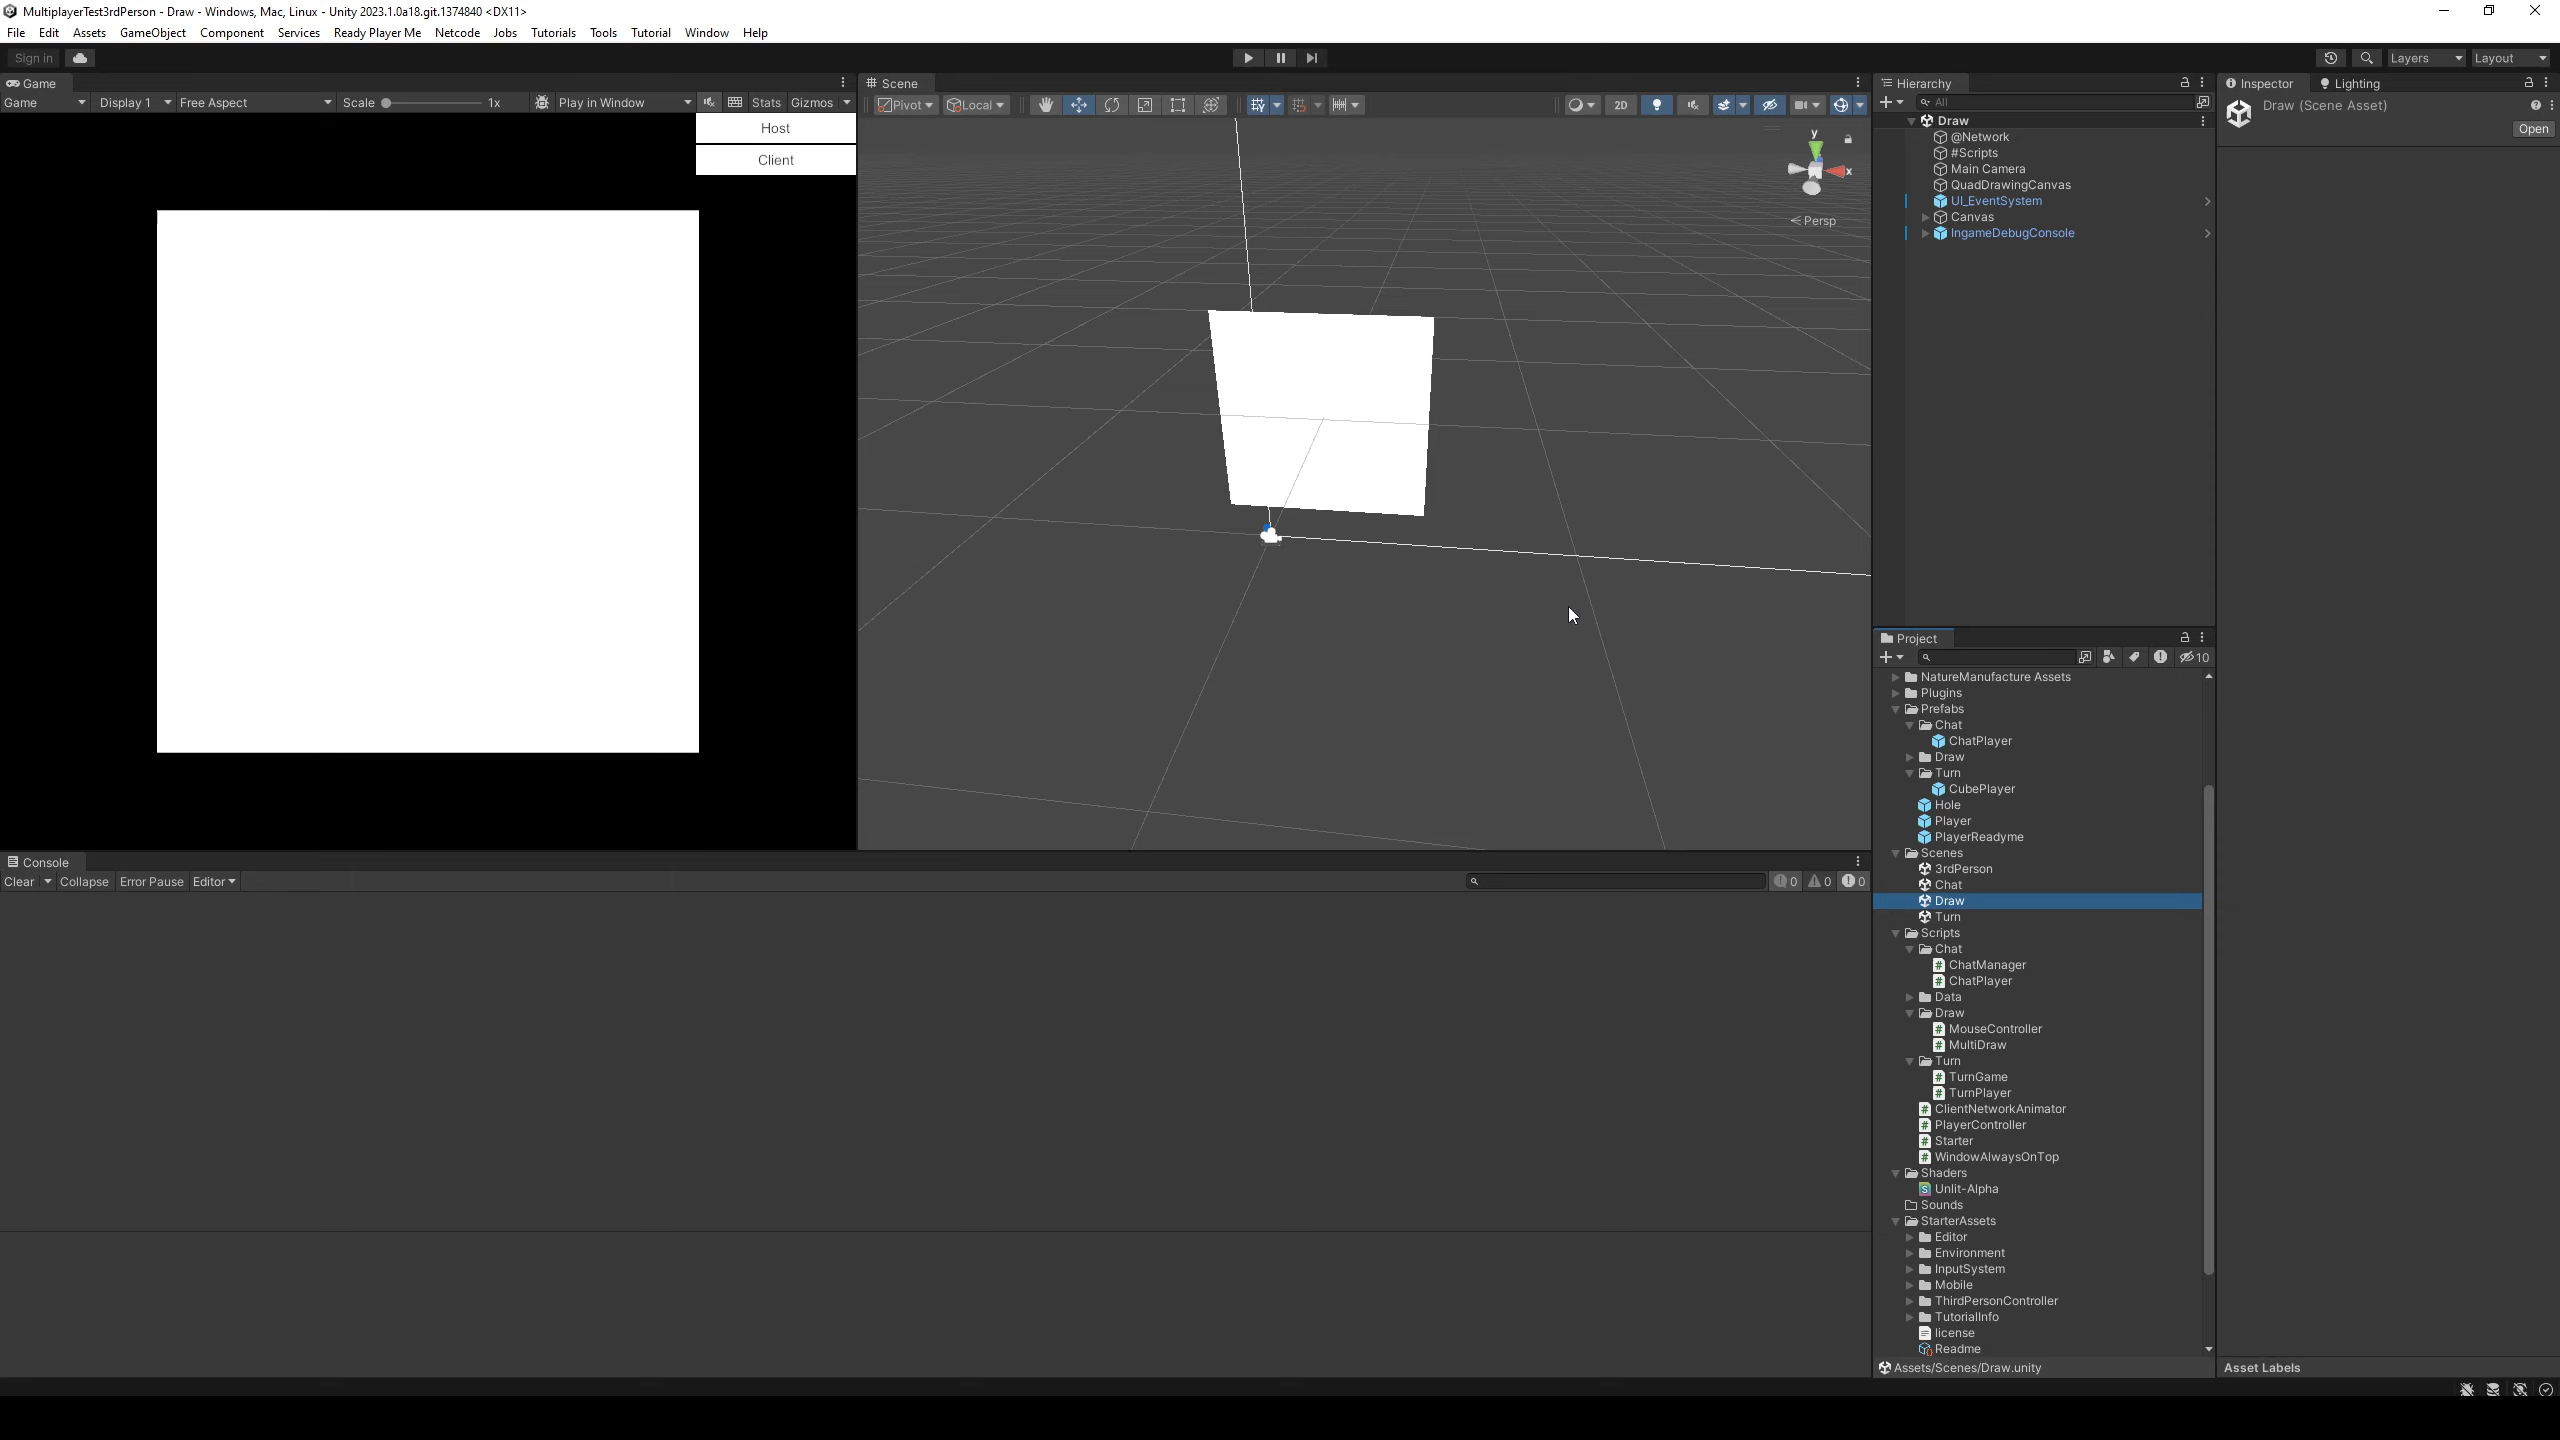 MultiplayerTest3rdPerson - Draw - Windows, Mac, Linux - Unity 2023.1.0a18.git.1374840 <DX11>
File Edit Assets GameObject Component Services Ready Player Me Netcode Jobs Tutorials Tools Tutorial Window Help
Sign in Layers Layout
Game
Game Display 1 Free Aspect Scale 1x Play in Window Stats Gizmos
Host
Client
Scene
Pivot Local 2D
y
x
Persp
Console
Clear Collapse Error Pause Editor 0 0 0
Hierarchy
All
Draw
@Network
#Scripts
Main Camera
QuadDrawingCanvas
UI_EventSystem
Canvas
IngameDebugConsole
Project
10
NatureManufacture Assets
Plugins
Prefabs
Chat
ChatPlayer
Draw
Turn
CubePlayer
Hole
Player
PlayerReadyme
Scenes
3rdPerson
Chat
Draw
Turn
Scripts
Chat
ChatManager
ChatPlayer
Data
Draw
MouseController
MultiDraw
Turn
TurnGame
TurnPlayer
ClientNetworkAnimator
PlayerController
Starter
WindowAlwaysOnTop
Shaders
Unlit-Alpha
Sounds
StarterAssets
Editor
Environment
InputSystem
Mobile
ThirdPersonController
TutorialInfo
license
Readme
Assets/Scenes/Draw.unity
Inspector Lighting
Draw (Scene Asset)
Open
Asset Labels